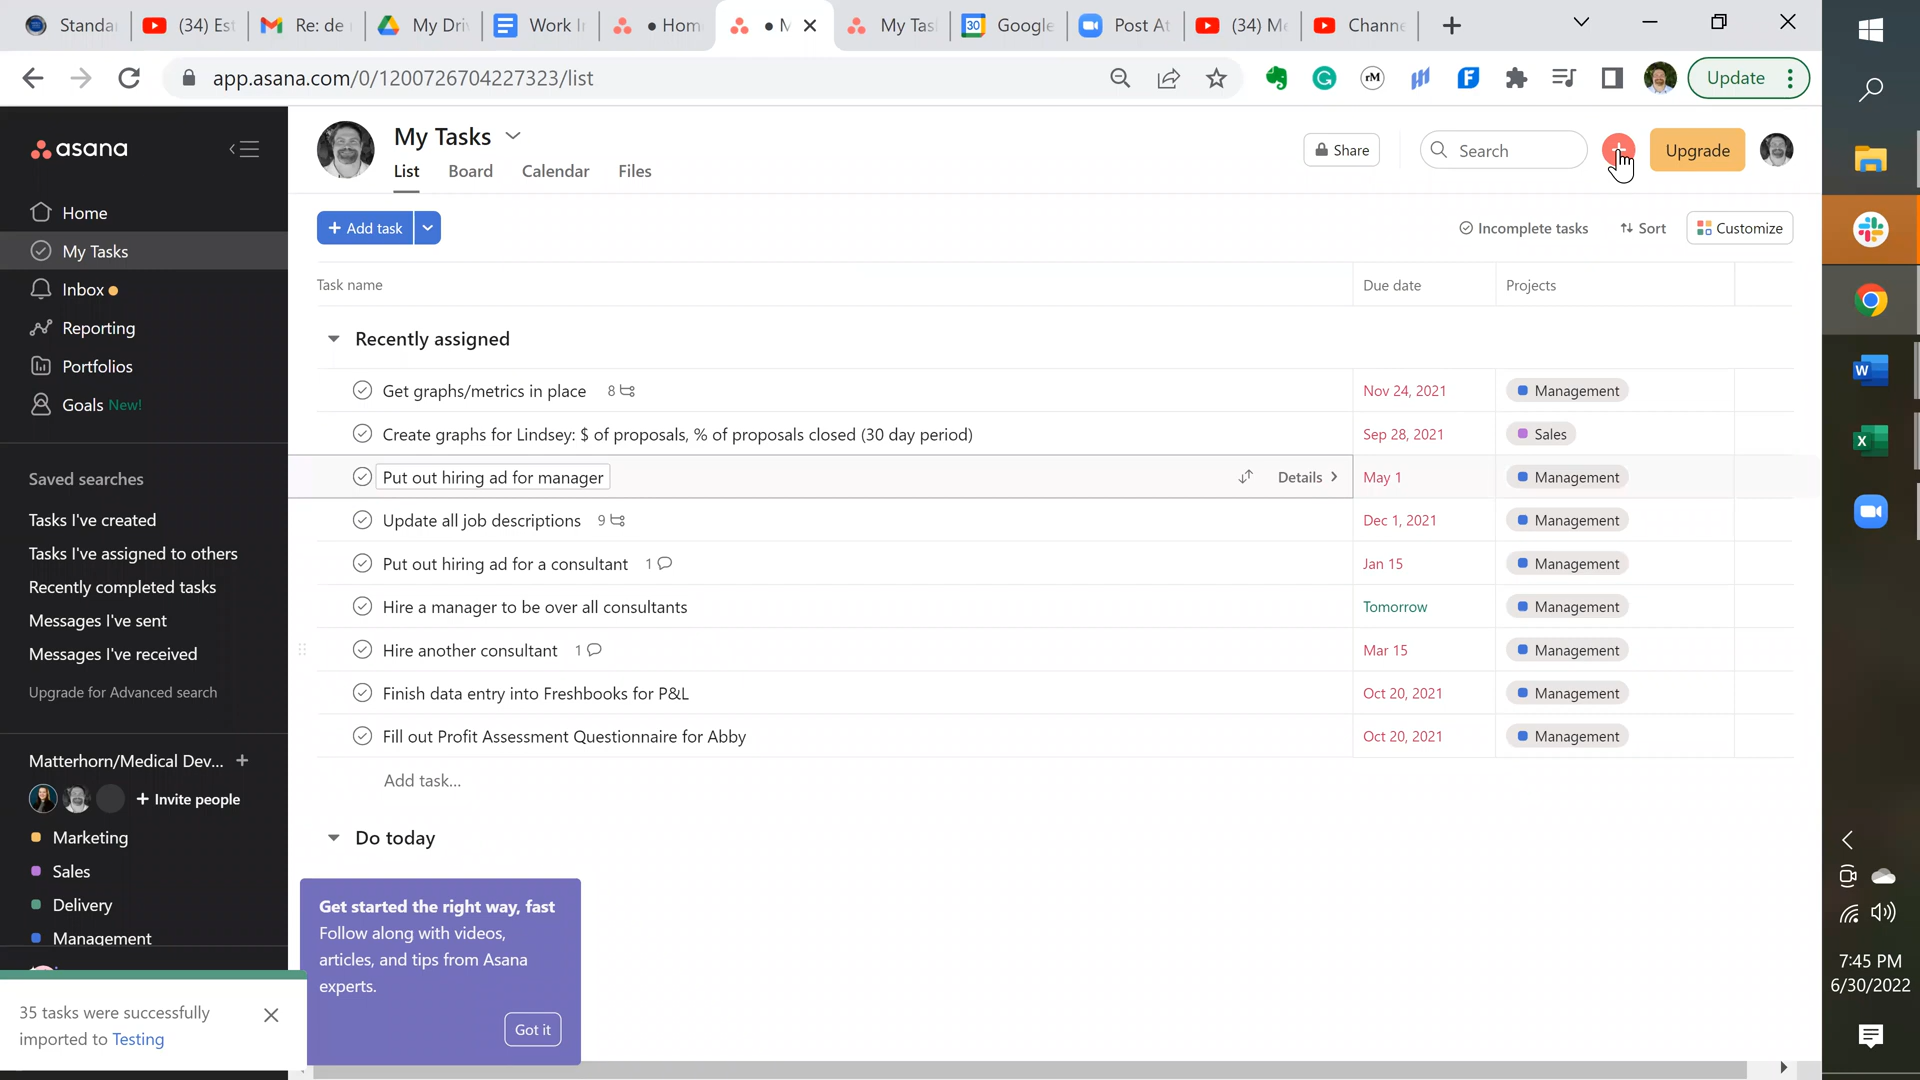 Standa
(34) Est
Re: de
My Driv
Work In
• Hom
• M
My Tas
30
Google
Post At
(34) Me
Channe
app.asana.com/0/1200726704227323/list
rM
Update
asana
My Tasks
Share
Search
Upgrade
List
Board
Calendar
Files
Home
My Tasks
Inbox
Reporting
Portfolios
Goals New!
+ Add task
Incomplete tasks
Sort
Customize
Task name
Due date
Projects
Recently assigned
Get graphs/metrics in place 8
Nov 24, 2021
Management
Create graphs for Lindsey: $ of proposals, % of proposals closed (30 day period)
Sep 28, 2021
Sales
Put out hiring ad for manager
Details
May 1
Management
Update all job descriptions 9
Dec 1, 2021
Management
Put out hiring ad for a consultant 1
Jan 15
Management
Hire a manager to be over all consultants
Tomorrow
Management
Hire another consultant 1
Mar 15
Management
Finish data entry into Freshbooks for P&L
Oct 20, 2021
Management
Fill out Profit Assessment Questionnaire for Abby
Oct 20, 2021
Management
Add task...
Do today
Saved searches
Tasks I've created
Tasks I've assigned to others
Recently completed tasks
Messages I've sent
Messages I've received
Upgrade for Advanced search
Matterhorn/Medical Dev... +
+ Invite people
Marketing
Sales
Delivery
Management
35 tasks were successfully
imported to Testing
Get started the right way, fast
Follow along with videos,
articles, and tips from Asana
experts.
Got it
W
X
7:45 PM
6/30/2022